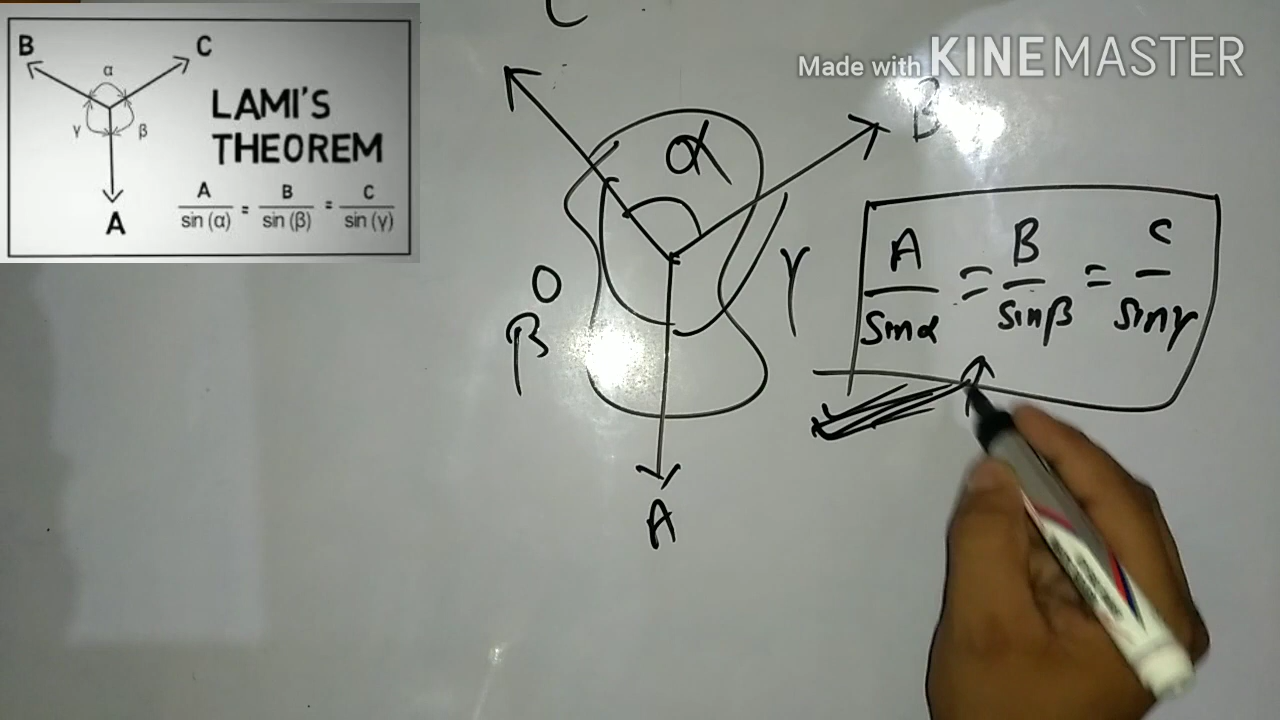 B
C
α
γ
β
A
LAMI'S
THEOREM
A/sin (α) = B/sin (β) = C/sin (γ)
Made with KINEMASTER
C
B
α
O
β
γ
A
A/sinα = B/sinβ = C/sinγ